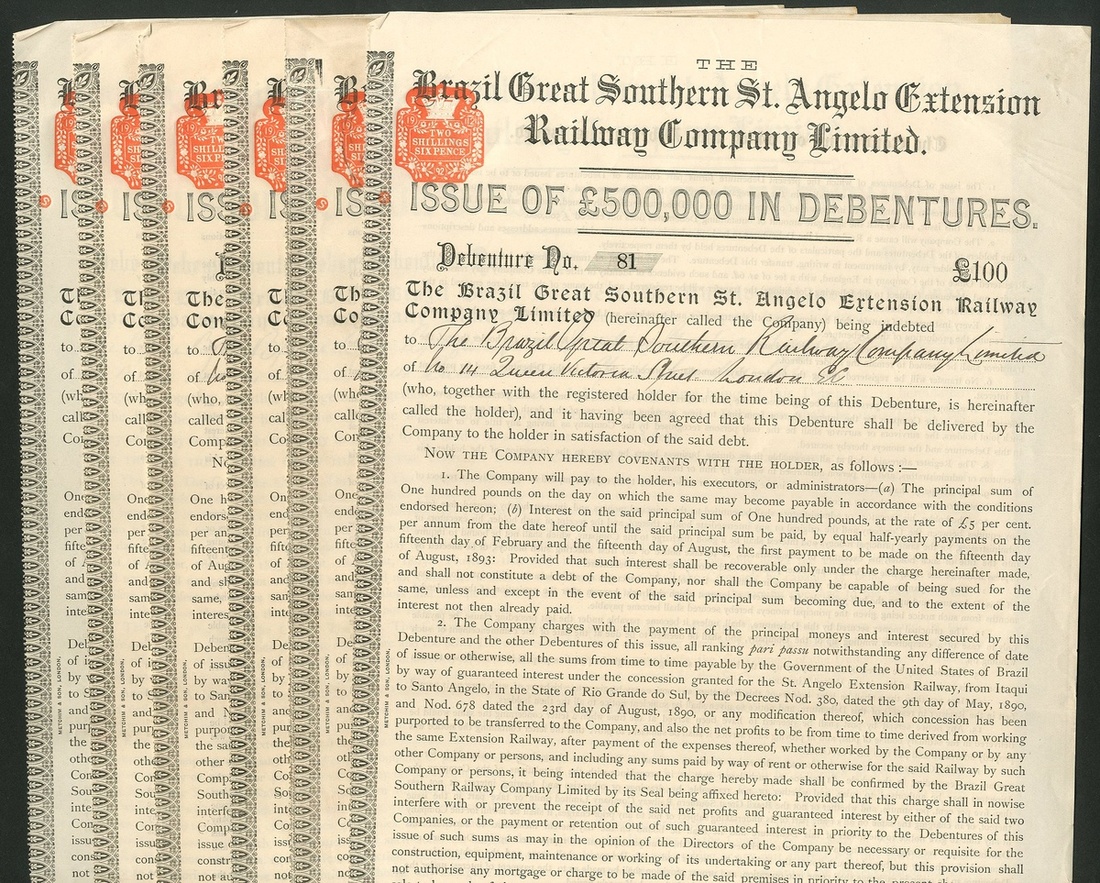 THE
Brazil Great Southern St. Angelo Extension
Railway Company Limited.
TWO
SHILLINGS
SIXPENCE
ISSUE OF £500,000 IN DEBENTURES.
Debenture No. 81 £100
The Brazil Great Southern St. Angelo Extension Railway
Company Limited (hereinafter called the Company) being indebted
to The Brazil Great Southern Railway Company Limited
of No 14 Queen Victoria Street London EC
(who, together with the registered holder for the time being of this Debenture, is hereinafter
called the holder), and it having been agreed that this Debenture shall be delivered by the
Company to the holder in satisfaction of the said debt.
NOW THE COMPANY HEREBY COVENANTS WITH THE HOLDER, as follows :—
1. The Company will pay to the holder, his executors, or administrators—(a) The principal sum of
One hundred pounds on the day on which the same may become payable in accordance with the conditions
endorsed hereon; (b) Interest on the said principal sum of One hundred pounds, at the rate of £5 per cent.
per annum from the date hereof until the said principal sum be paid, by equal half-yearly payments on the
fifteenth day of February and the fifteenth day of August, the first payment to be made on the fifteenth day
of August, 1893: Provided that such interest shall be recoverable only under the charge hereinafter made,
and shall not constitute a debt of the Company, nor shall the Company be capable of being sued for the
same, unless and except in the event of the said principal sum becoming due, and to the extent of the
interest not then already paid.
2. The Company charges with the payment of the principal moneys and interest secured by this
Debenture and the other Debentures of this issue, all ranking pari passu notwithstanding any difference of date
of issue or otherwise, all the sums from time to time payable by the Government of the United States of Brazil
by way of guaranteed interest under the concession granted for the St. Angelo Extension Railway, from Itaqui
to Santo Angelo, in the State of Rio Grande do Sul, by the Decrees Nod. 380, dated the 9th day of May, 1890,
and Nod. 678 dated the 23rd day of August, 1890, or any modification thereof, which concession has been
purported to be transferred to the Company, and also the net profits to be from time to time derived from working
the same Extension Railway, after payment of the expenses thereof, whether worked by the Company or by any
other Company or persons, and including any sums paid by way of rent or otherwise for the said Railway by such
Company or persons, it being intended that the charge hereby made shall be confirmed by the Brazil Great
Southern Railway Company Limited by its Seal being affixed hereto: Provided that this charge shall in nowise
interfere with or prevent the receipt of the said net profits and guaranteed interest by either of the said two
Companies, or the payment or retention out of such guaranteed interest in priority to the Debentures of this
issue of such sums as may in the opinion of the Directors of the Company be necessary or requisite for the
construction, equipment, maintenance or working of its undertaking or any part thereof, but this provision shall
not authorise any mortgage or charge to be made of the said premises in priority to the present charge
METCHIM & SON, LONDON.